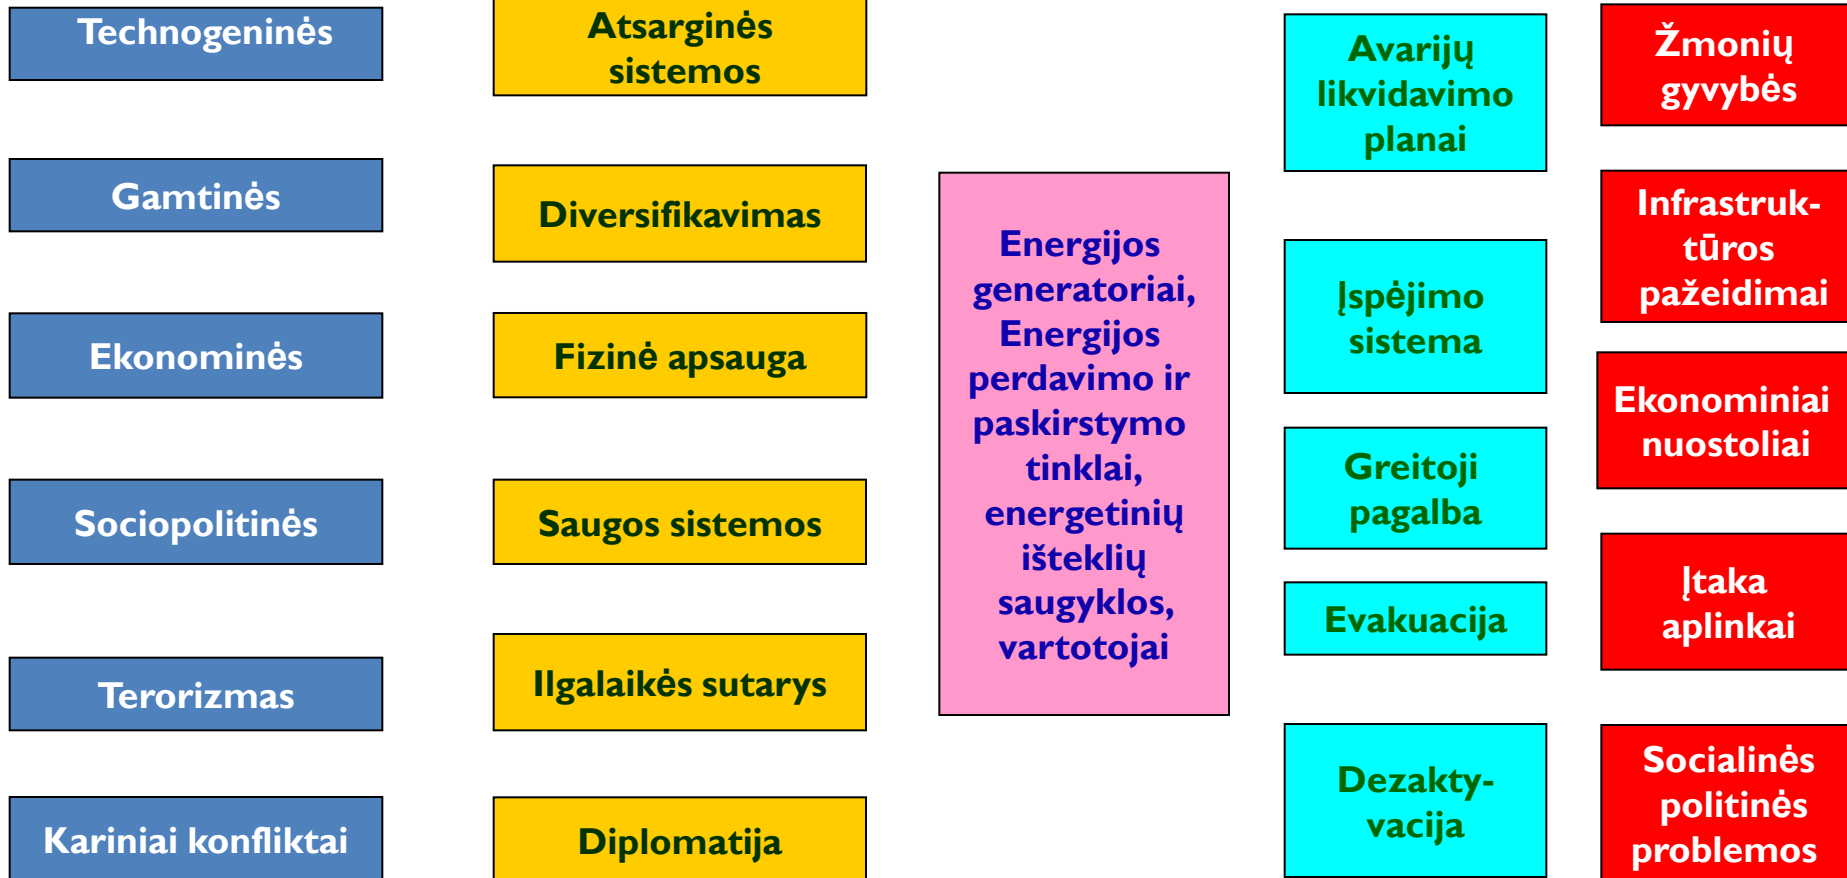 Technogeninės
Gamtinės
Ekonominės
Sociopolitinės
Terorizmas
Kariniai konfliktai
Atsarginės
sistemos
Diversifikavimas
Fizinė apsauga
Saugos sistemos
Ilgalaikės sutarys
Diplomatija
Energijos
generatoriai,
Energijos
perdavimo ir
paskirstymo
tinklai,
energetinių
išteklių
saugyklos,
vartotojai
Avarijų
likvidavimo
planai
Įspėjimo
sistema
Greitoji
pagalba
Evakuacija
Dezakty-
vacija
Žmonių
gyvybės
Infrastruk-
tūros
pažeidimai
Ekonominiai
nuostoliai
Įtaka
aplinkai
Socialinės
politinės
problemos